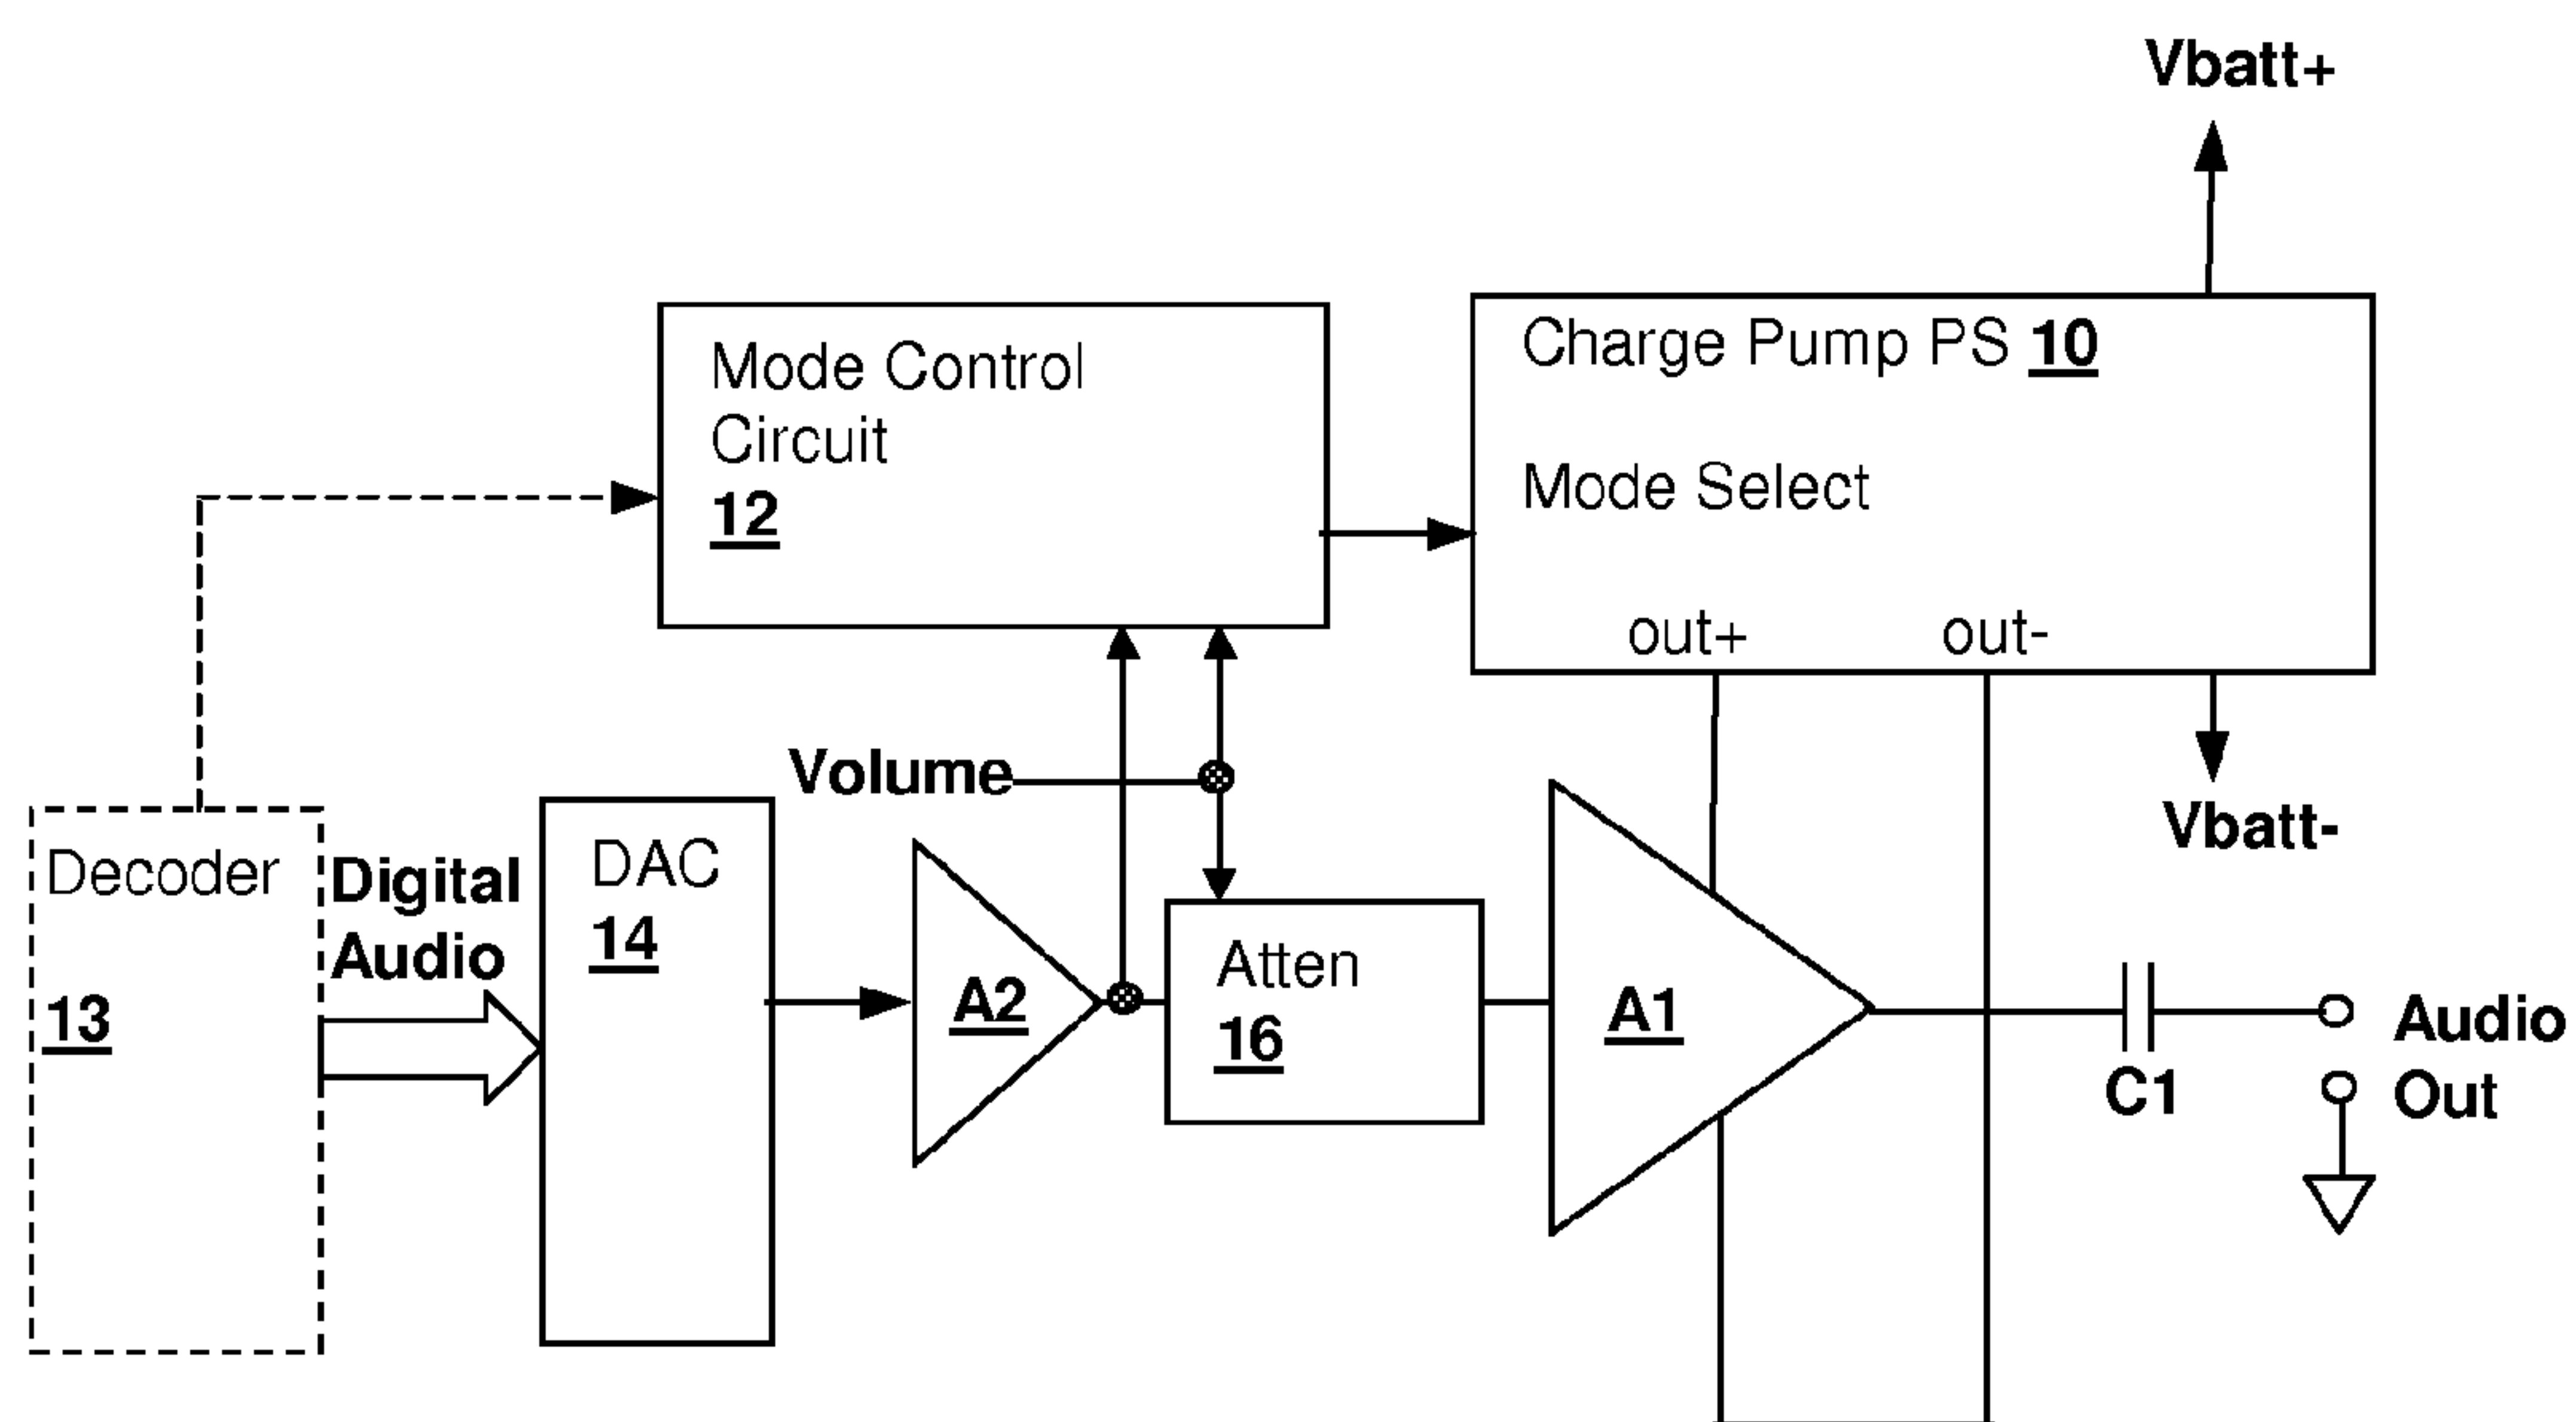 Vbatt+
Charge Pump PS 10
Mode Select
out+ out-
Mode Control
Circuit
12
Volume
Vbatt-
Decoder
13
Digital
Audio
DAC
14
A2
Atten
16
A1
C1
Audio
Out